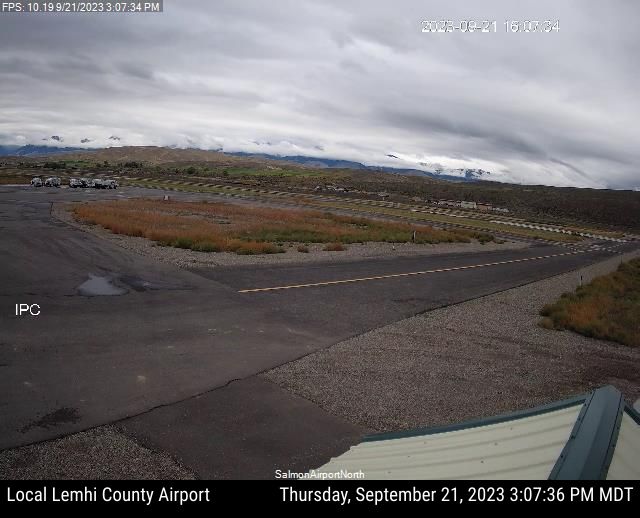 FPS: 10.19 9/21/2023 3:07:34 PM
2023-09-21 16:07:34
IPC
SalmonAirportNorth
Local Lemhi County Airport Thursday, September 21, 2023 3:07:36 PM MDT